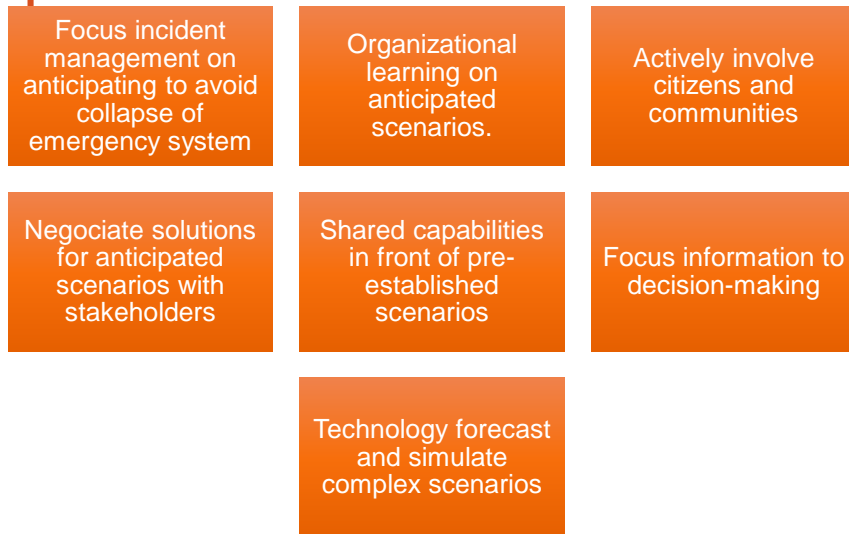 Focus incident
management on
anticipating to avoid
collapse of
emergency system
Organizational
learning on
anticipated
scenarios.
Actively involve
citizens and
communities
Negociate solutions
for anticipated
scenarios with
stakeholders
Shared capabilities
in front of pre-
established
scenarios
Focus information to
decision-making
Technology forecast
and simulate
complex scenarios